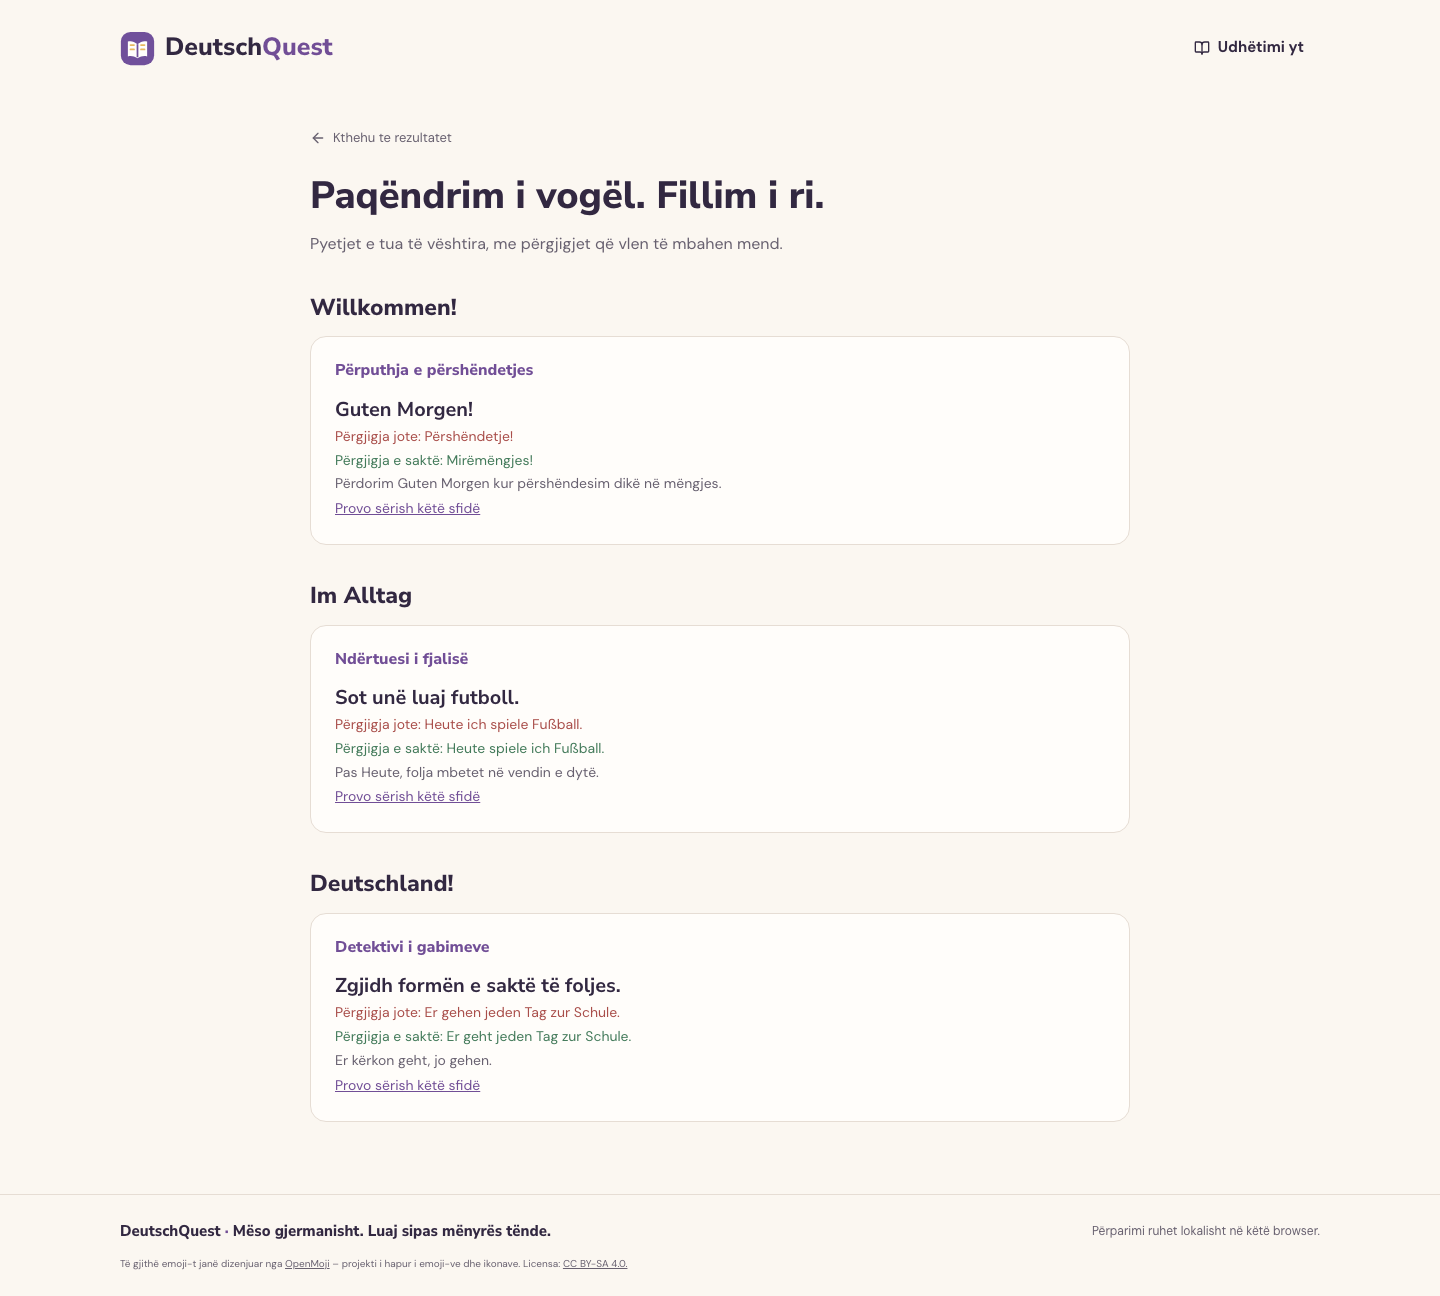 DeutschQuest
Udhëtimi yt
Kthehu te rezultatet
Paqëndrim i vogël. Fillim i ri.
Pyetjet e tua të vështira, me përgjigjet që vlen të mbahen mend.
Willkommen!
Përputhja e përshëndetjes
Guten Morgen!
Përgjigja jote: Përshëndetje!
Përgjigja e saktë: Mirëmëngjes!
Përdorim Guten Morgen kur përshëndesim dikë në mëngjes.
Provo sërish këtë sfidë
Im Alltag
Ndërtuesi i fjalisë
Sot unë luaj futboll.
Përgjigja jote: Heute ich spiele Fußball.
Përgjigja e saktë: Heute spiele ich Fußball.
Pas Heute, folja mbetet në vendin e dytë.
Provo sërish këtë sfidë
Deutschland!
Detektivi i gabimeve
Zgjidh formën e saktë të foljes.
Përgjigja jote: Er gehen jeden Tag zur Schule.
Përgjigja e saktë: Er geht jeden Tag zur Schule.
Er kërkon geht, jo gehen.
Provo sërish këtë sfidë
DeutschQuest · Mëso gjermanisht. Luaj sipas mënyrës tënde.
Përparimi ruhet lokalisht në këtë browser.
Të gjithë emoji-t janë dizenjuar nga OpenMoji – projekti i hapur i emoji-ve dhe ikonave. Licensa: CC BY-SA 4.0.